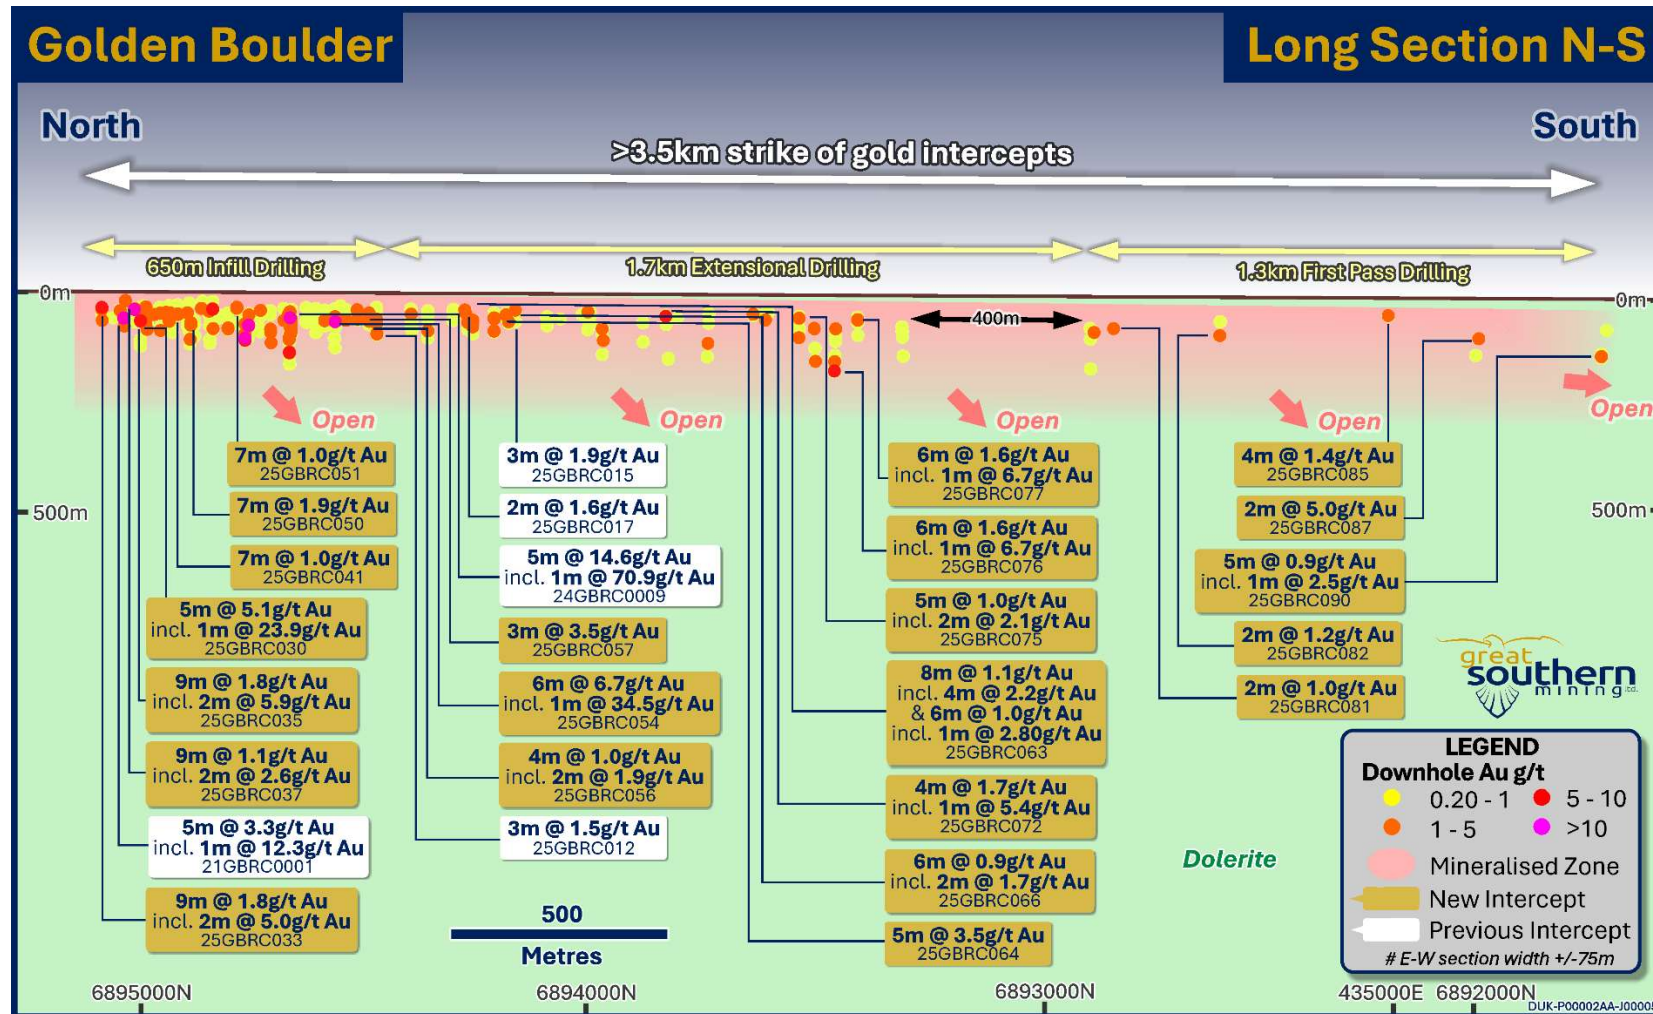 Golden Boulder
Long Section N-S
North
South
>3.5km strike of gold intercepts
650m Infill Drilling
1.7km Extensional Drilling
1.3km First Pass Drilling
0m
0m
400m
Open
Open
Open
Open
Open
500m
500m
7m @ 1.0g/t Au
25GBRC051
7m @ 1.9g/t Au
25GBRC050
7m @ 1.0g/t Au
25GBRC041
5m @ 5.1g/t Au
incl. 1m @ 23.9g/t Au
25GBRC030
9m @ 1.8g/t Au
incl. 2m @ 5.9g/t Au
25GBRC035
9m @ 1.1g/t Au
incl. 2m @ 2.6g/t Au
25GBRC037
5m @ 3.3g/t Au
incl. 1m @ 12.3g/t Au
21GBRC0001
9m @ 1.8g/t Au
incl. 2m @ 5.0g/t Au
25GBRC033
3m @ 1.9g/t Au
25GBRC015
2m @ 1.6g/t Au
25GBRC017
5m @ 14.6g/t Au
incl. 1m @ 70.9g/t Au
24GBRC0009
3m @ 3.5g/t Au
25GBRC057
6m @ 6.7g/t Au
incl. 1m @ 34.5g/t Au
25GBRC054
4m @ 1.0g/t Au
incl. 2m @ 1.9g/t Au
25GBRC056
3m @ 1.5g/t Au
25GBRC012
6m @ 1.6g/t Au
incl. 1m @ 6.7g/t Au
25GBRC077
6m @ 1.6g/t Au
incl. 1m @ 6.7g/t Au
25GBRC076
5m @ 1.0g/t Au
incl. 2m @ 2.1g/t Au
25GBRC075
8m @ 1.1g/t Au
incl. 4m @ 2.2g/t Au
& 6m @ 1.0g/t Au
incl. 1m @ 2.80g/t Au
25GBRC063
4m @ 1.7g/t Au
incl. 1m @ 5.4g/t Au
25GBRC072
6m @ 0.9g/t Au
incl. 2m @ 1.7g/t Au
25GBRC066
5m @ 3.5g/t Au
25GBRC064
4m @ 1.4g/t Au
25GBRC085
2m @ 5.0g/t Au
25GBRC087
5m @ 0.9g/t Au
incl. 1m @ 2.5g/t Au
25GBRC090
2m @ 1.2g/t Au
25GBRC082
2m @ 1.0g/t Au
25GBRC081
great
southern
mining ltd.
Dolerite
LEGEND
Downhole Au g/t
0.20 - 1
5 - 10
1 - 5
>10
Mineralised Zone
New Intercept
Previous Intercept
# E-W section width +/-75m
500
Metres
6895000N
6894000N
6893000N
435000E
6892000N
DUK-P00002AA-J00005